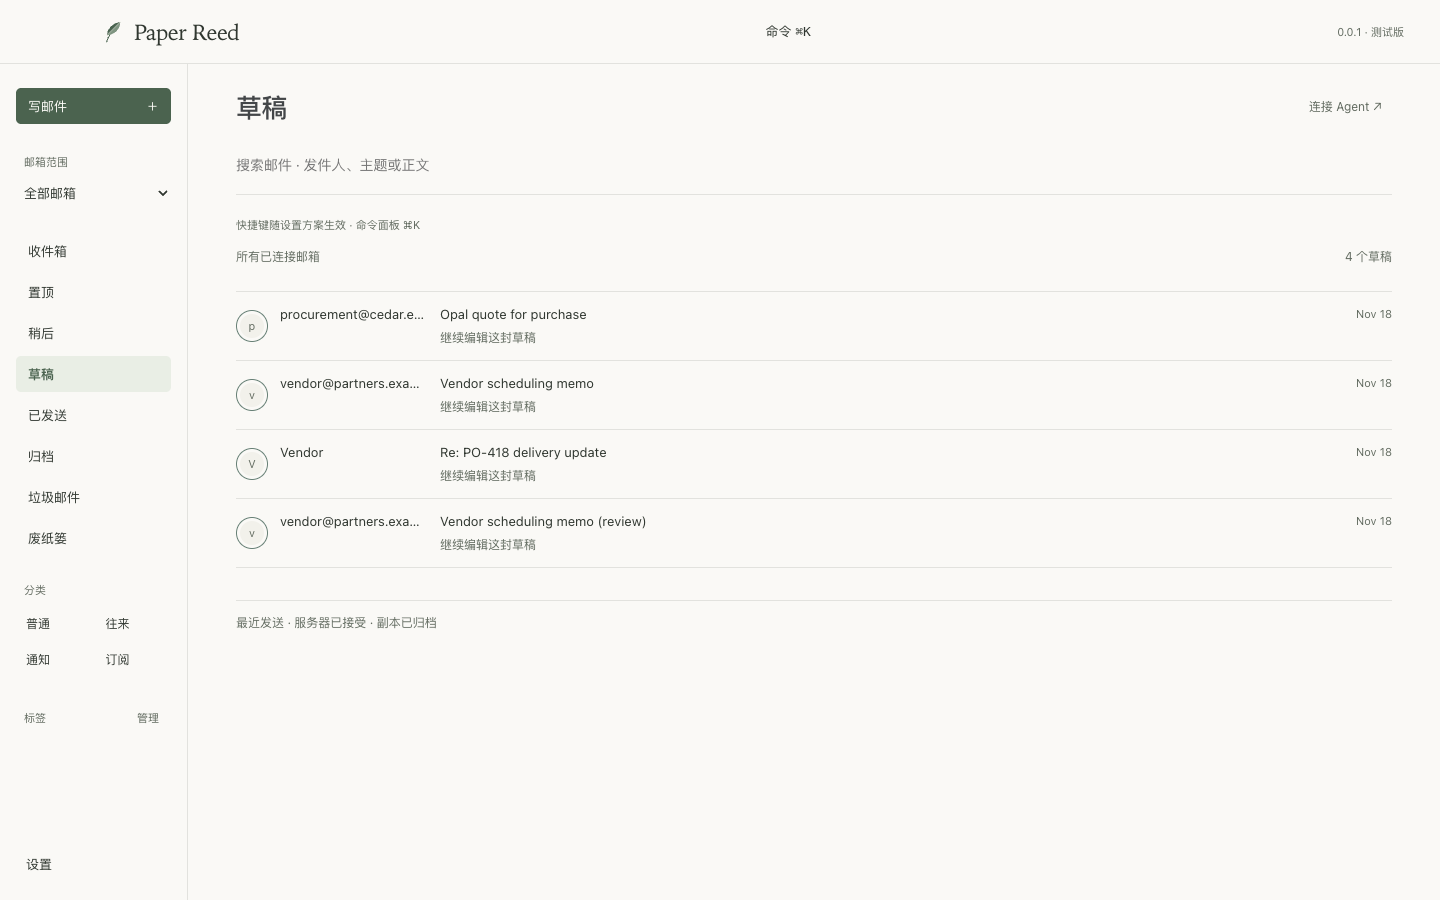 Paper Reed
命令 ⌘K
0.0.1 · 测试版
写邮件 +
邮箱范围
全部邮箱
收件箱
置顶
稍后
草稿
已发送
归档
垃圾邮件
废纸篓
分类
普通 往来
通知 订阅
标签 管理
设置
草稿
连接 Agent ↗
搜索邮件 · 发件人、主题或正文
快捷键随设置方案生效 · 命令面板 ⌘K
所有已连接邮箱 4 个草稿
p procurement@cedar.e… Opal quote for purchase Nov 18
继续编辑这封草稿
v vendor@partners.exa… Vendor scheduling memo Nov 18
继续编辑这封草稿
V Vendor Re: PO-418 delivery update Nov 18
继续编辑这封草稿
v vendor@partners.exa… Vendor scheduling memo (review) Nov 18
继续编辑这封草稿
最近发送 · 服务器已接受 · 副本已归档